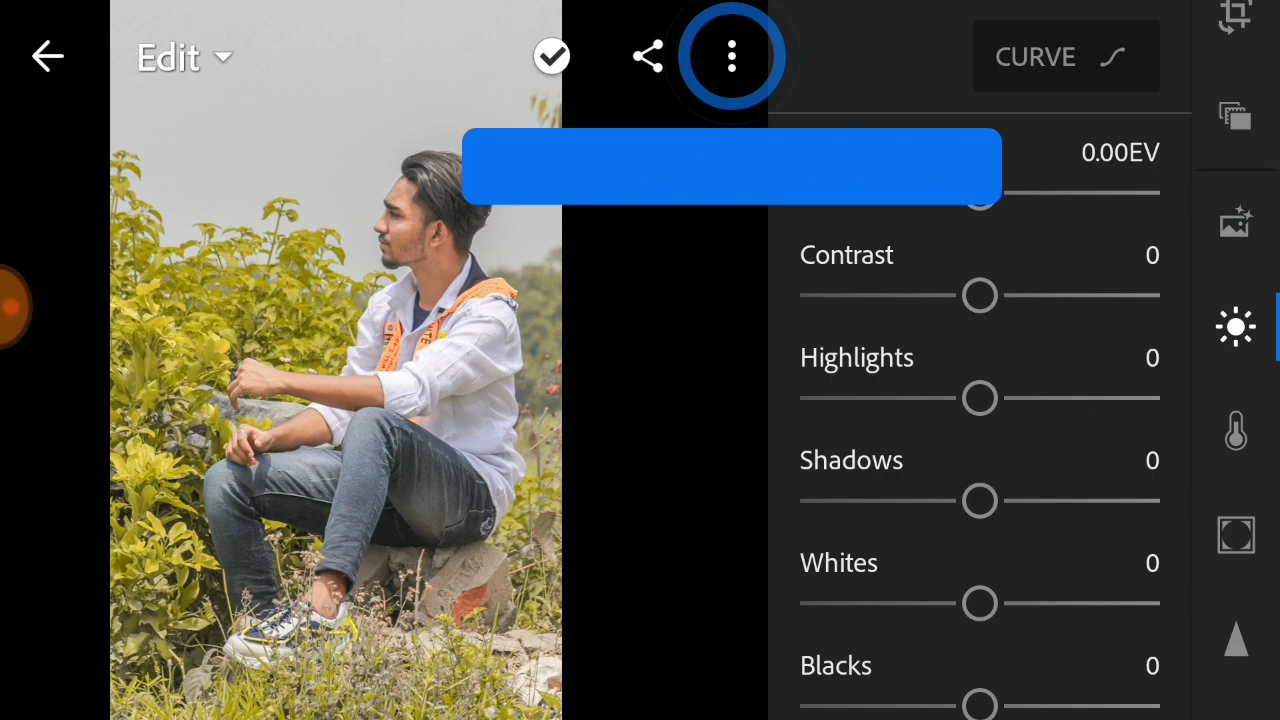 Edit
CURVE
0.00EV
Contrast 0
Highlights 0
Shadows 0
Whites 0
Blacks 0